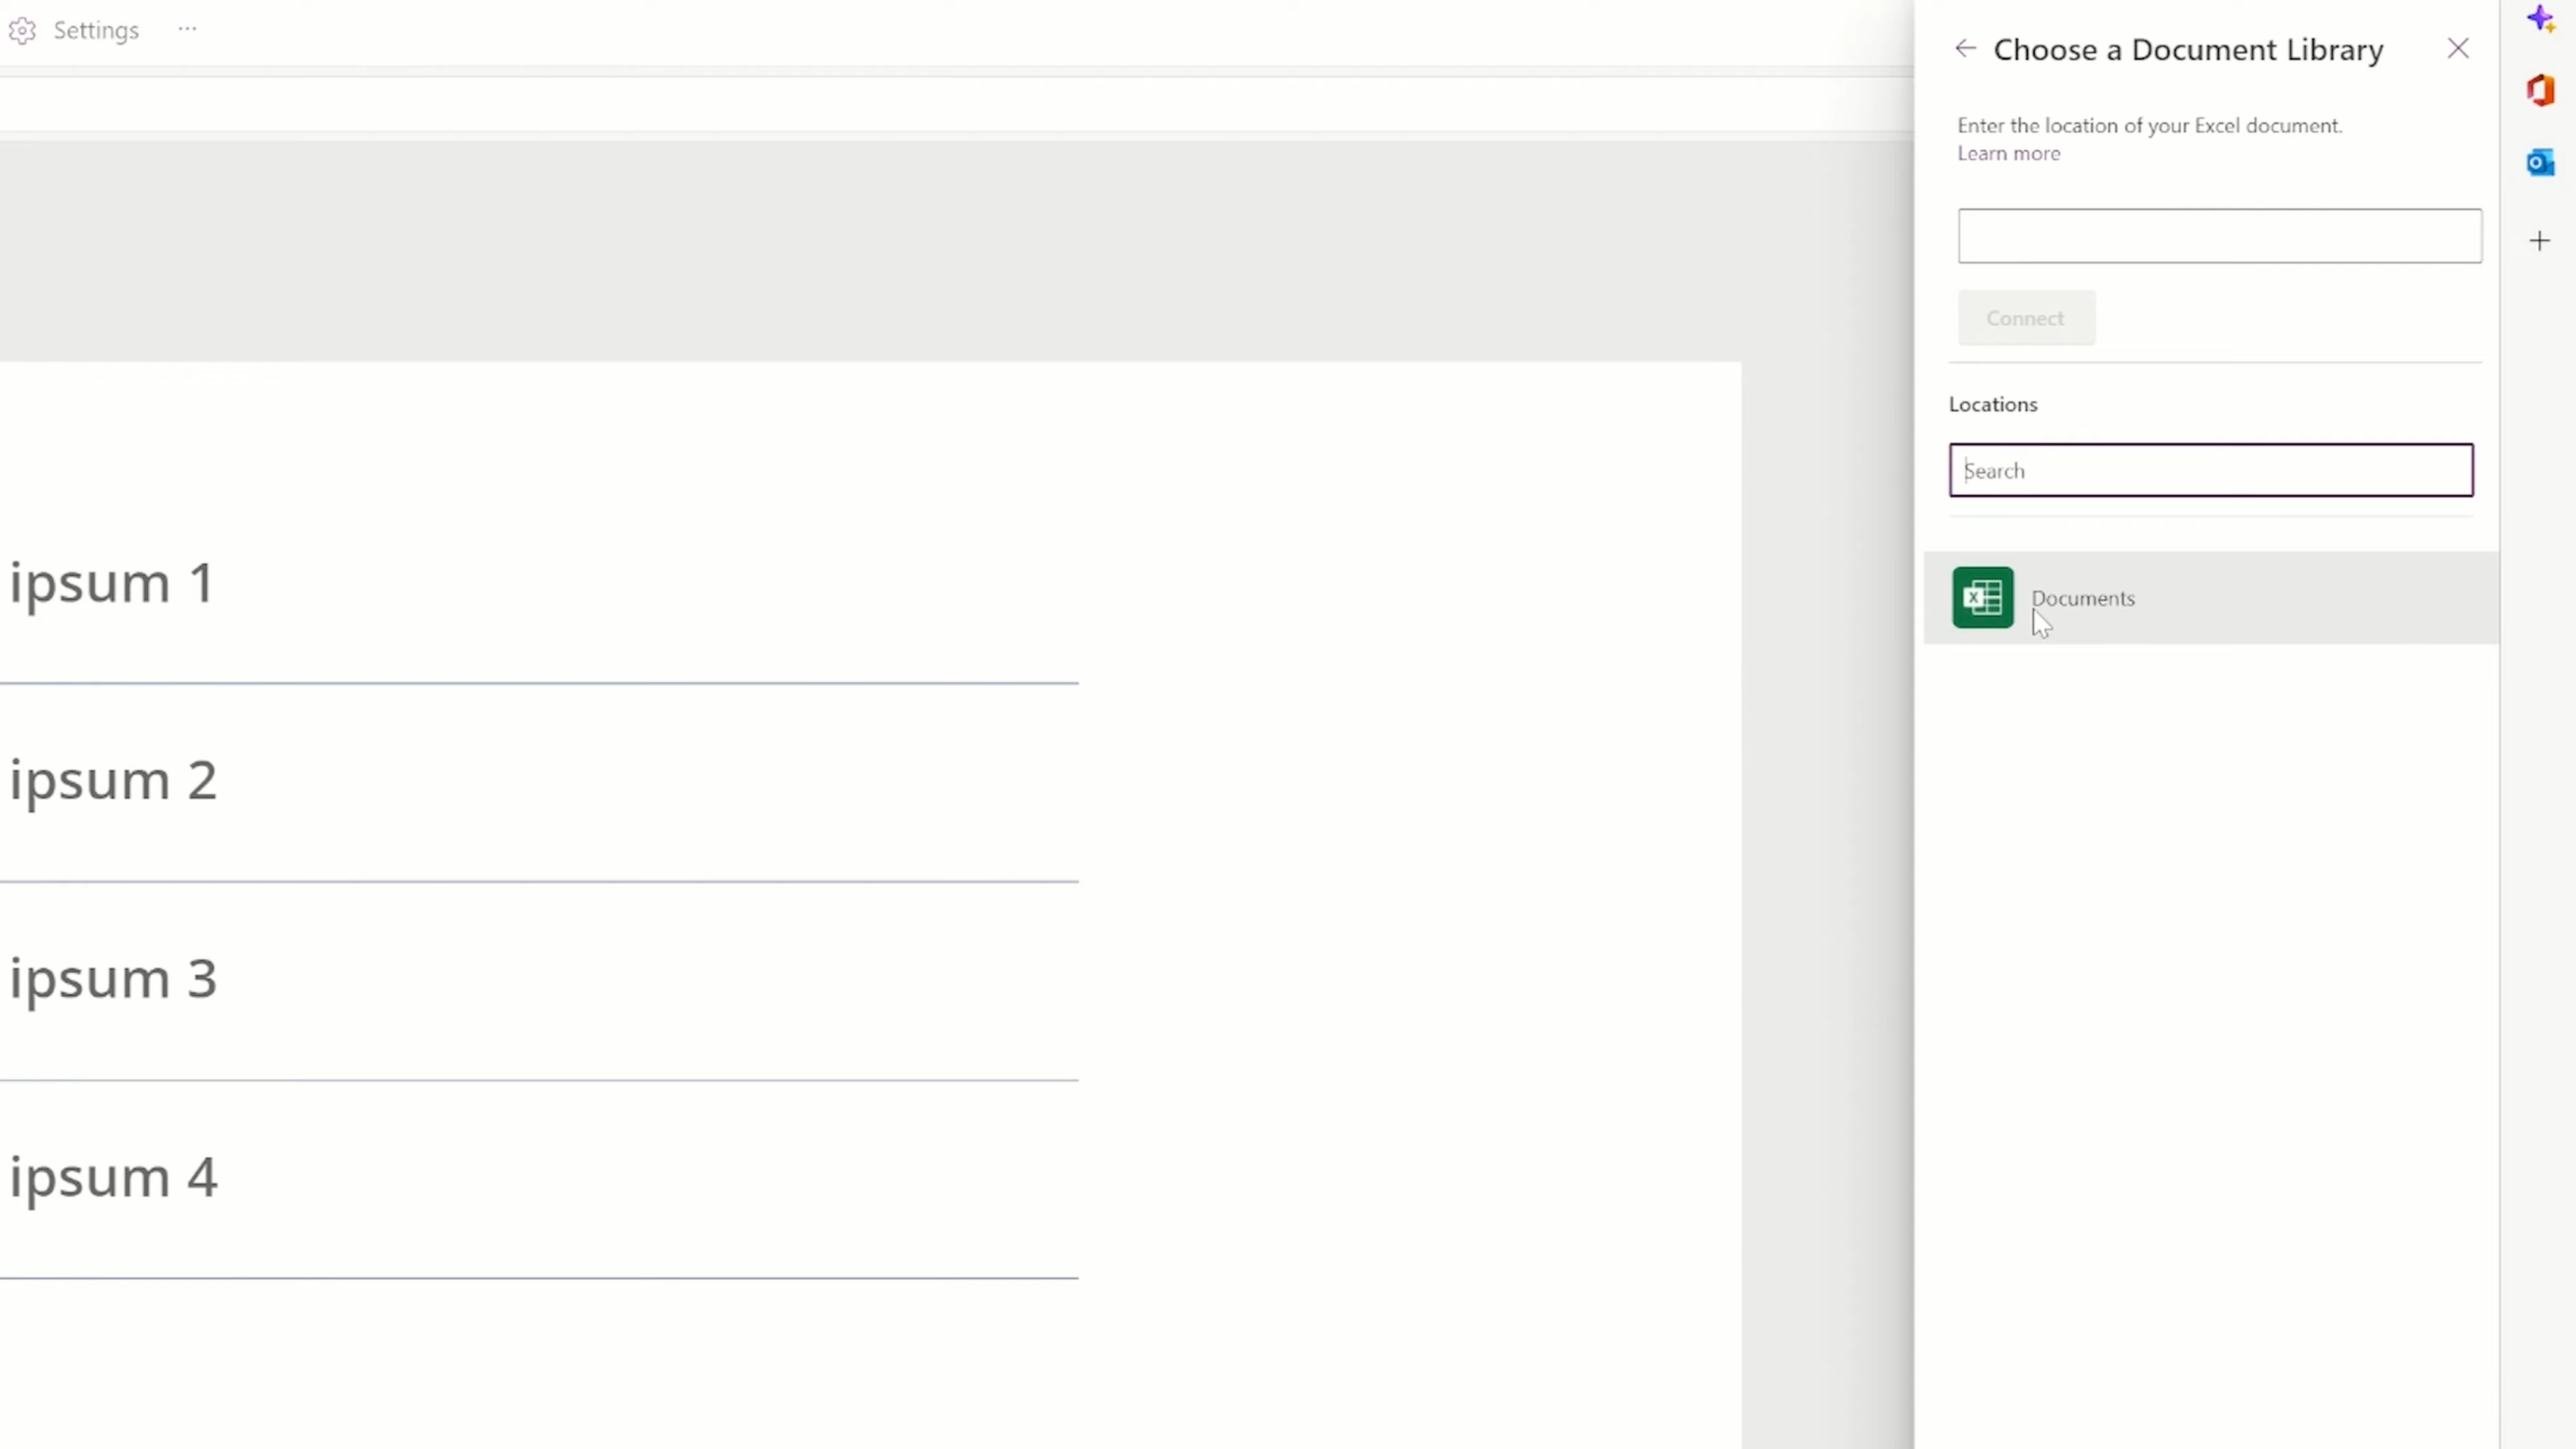 Settings ...
Choose a Document Library
Enter the location of your Excel document.
Learn more
Connect
Locations
Search
Documents
ipsum 1
ipsum 2
ipsum 3
ipsum 4